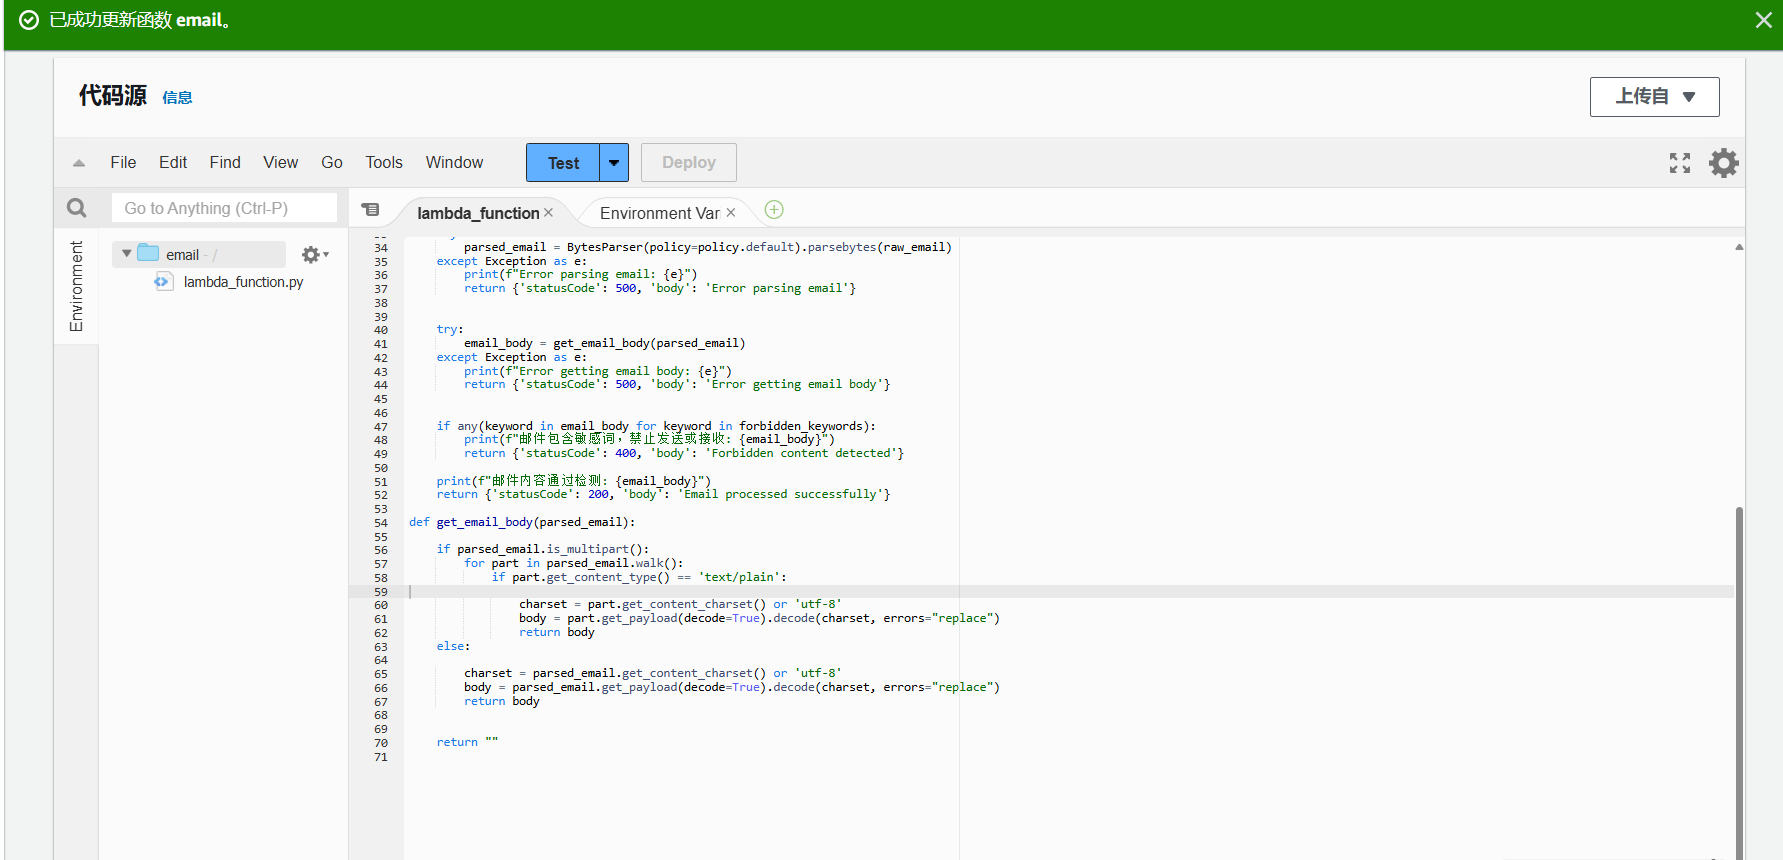 已成功更新函数 email。
代码源 信息
上传自
File Edit Find View Go Tools Window Test Deploy
Go to Anything (Ctrl-P)
lambda_function
Environment Var
Environment
email - /
lambda_function.py
34 parsed_email = BytesParser(policy=policy.default).parsebytes(raw_email)
35 except Exception as e:
36 print(f"Error parsing email: {e}")
37 return {'statusCode': 500, 'body': 'Error parsing email'}
38
39
40 try:
41 email_body = get_email_body(parsed_email)
42 except Exception as e:
43 print(f"Error getting email body: {e}")
44 return {'statusCode': 500, 'body': 'Error getting email body'}
45
46
47 if any(keyword in email_body for keyword in forbidden_keywords):
48 print(f"邮件包含敏感词，禁止发送或接收: {email_body}")
49 return {'statusCode': 400, 'body': 'Forbidden content detected'}
50
51 print(f"邮件内容通过检测: {email_body}")
52 return {'statusCode': 200, 'body': 'Email processed successfully'}
53
54 def get_email_body(parsed_email):
55
56 if parsed_email.is_multipart():
57 for part in parsed_email.walk():
58 if part.get_content_type() == 'text/plain':
59
60 charset = part.get_content_charset() or 'utf-8'
61 body = part.get_payload(decode=True).decode(charset, errors="replace")
62 return body
63 else:
64
65 charset = parsed_email.get_content_charset() or 'utf-8'
66 body = parsed_email.get_payload(decode=True).decode(charset, errors="replace")
67 return body
68
69
70 return ""
71